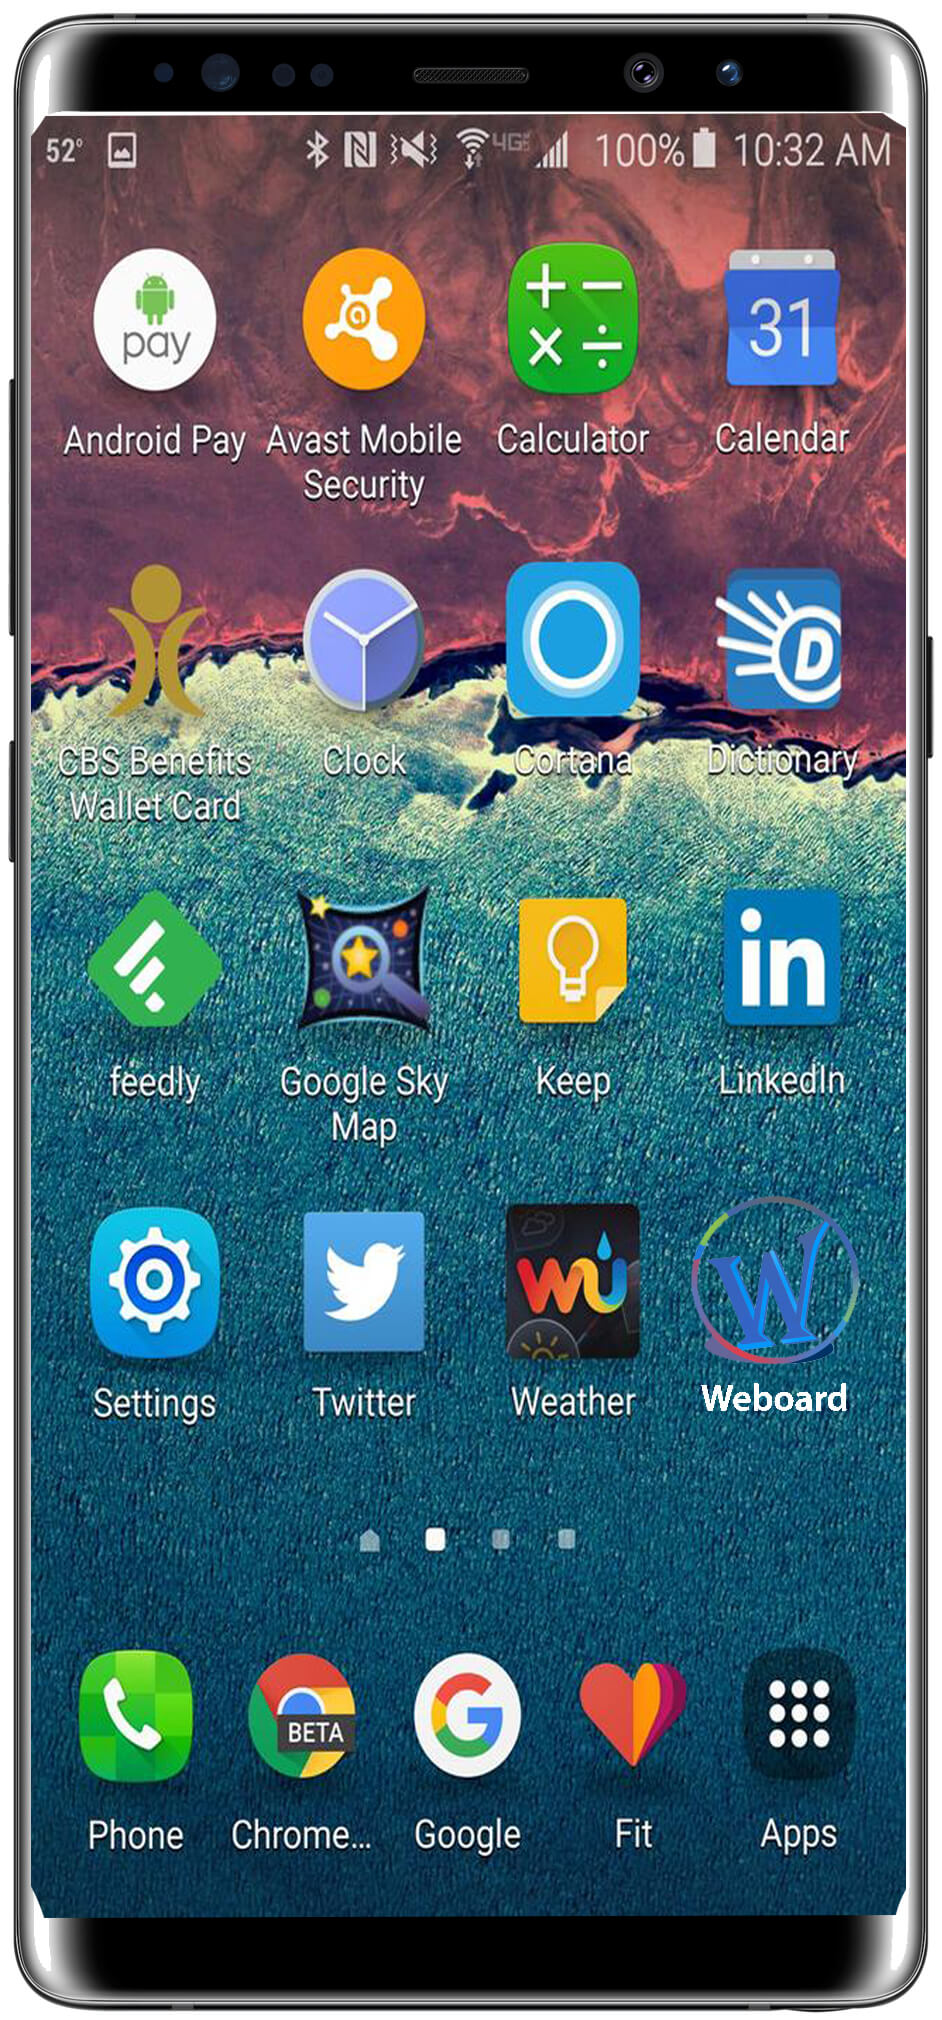 52° 4G 100% 10:32 AM
pay
@
31
Android Pay Avast Mobile Security Calculator Calendar
D
CBS Benefits Wallet Card Clock Cortana Dictionary
in
feedly Google Sky Map Keep LinkedIn
wu W
Settings Twitter Weather Weboard
BETA G
Phone Chrome... Google Fit Apps